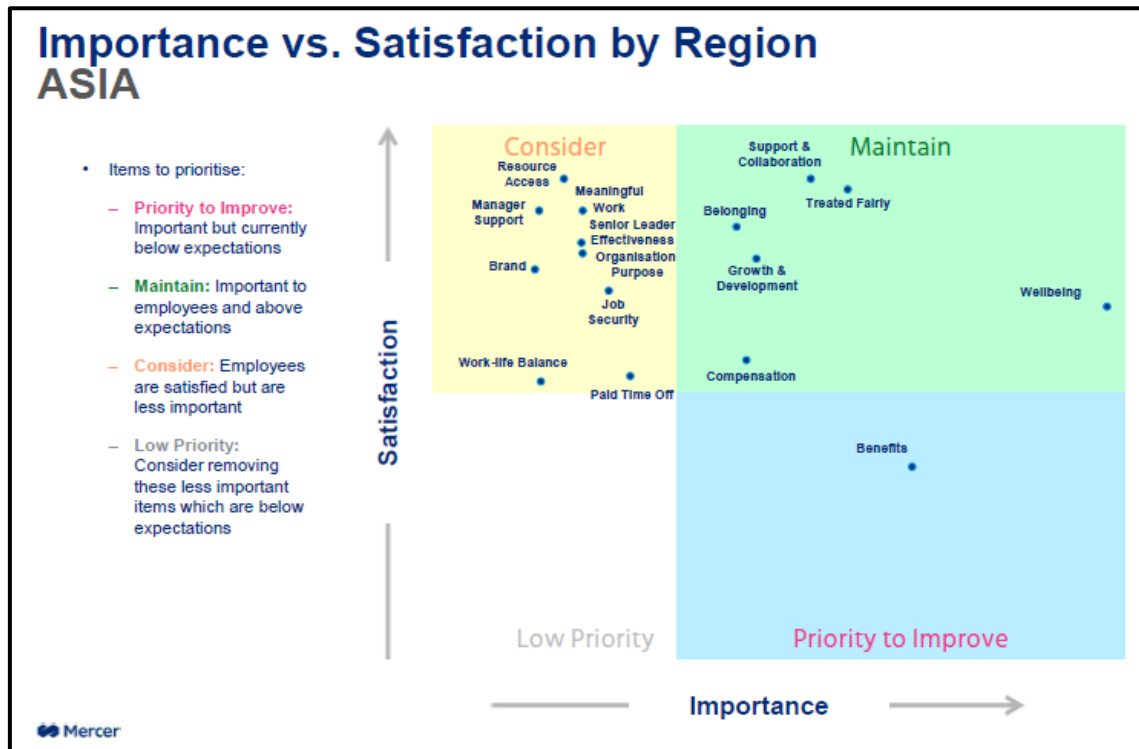 Importance vs. Satisfaction by Region
ASIA
• Items to prioritise:
– Priority to Improve:
Important but currently
below expectations
– Maintain: Important to
employees and above
expectations
– Consider: Employees
are satisfied but are
less important
– Low Priority:
Consider removing
these less important
items which are below
expectations
Satisfaction
Consider
Resource
Access
Meaningful
Work
Manager
Support
Senior Leader
Effectiveness
Organisation
Purpose
Brand
Job
Security
Work-life Balance
Paid Time Off
Maintain
Support &
Collaboration
Treated Fairly
Belonging
Growth &
Development
Wellbeing
Compensation
Benefits
Low Priority
Priority to Improve
Importance
Mercer